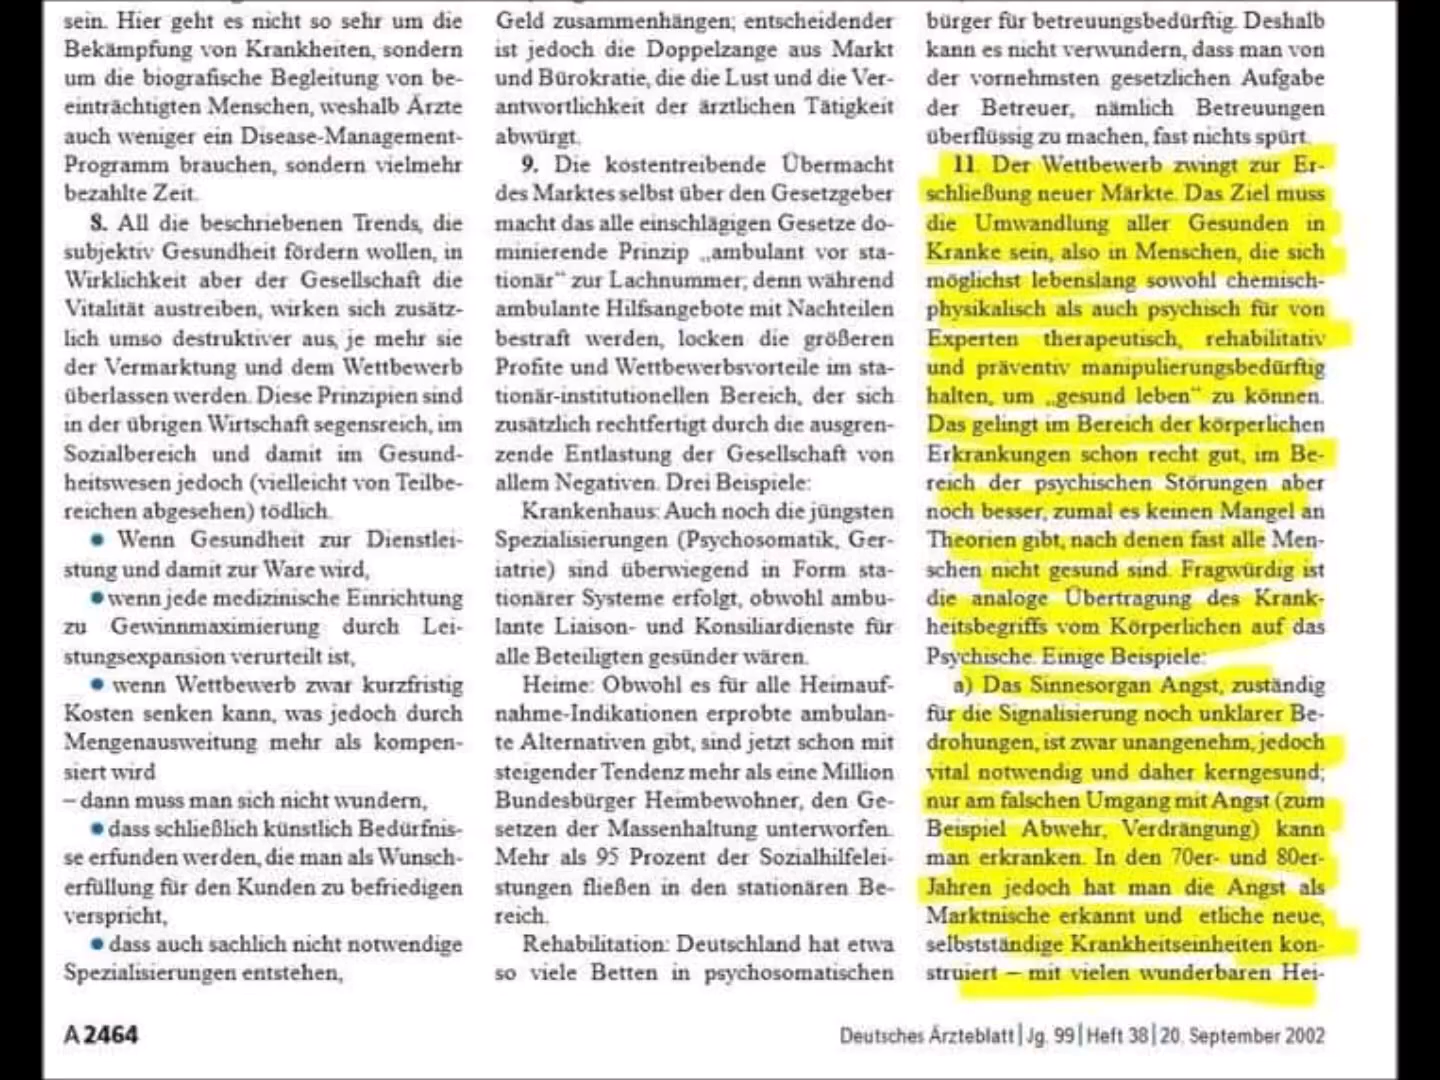 sein. Hier geht es nicht so sehr um die
Bekämpfung von Krankheiten, sondern
um die biografische Begleitung von be-
einträchtigten Menschen, weshalb Ärzte
auch weniger ein Disease-Management-
Programm brauchen, sondern vielmehr
bezahlte Zeit.
8. All die beschriebenen Trends, die
subjektiv Gesundheit fördern wollen, in
Wirklichkeit aber der Gesellschaft die
Vitalität austreiben, wirken sich zusätz-
lich umso destruktiver aus, je mehr sie
der Vermarktung und dem Wettbewerb
überlassen werden. Diese Prinzipien sind
in der übrigen Wirtschaft segensreich, im
Sozialbereich und damit im Gesund-
heitswesen jedoch (vielleicht von Teilbe-
reichen abgesehen) tödlich.
• Wenn Gesundheit zur Dienstlei-
stung und damit zur Ware wird,
• wenn jede medizinische Einrichtung
zu Gewinnmaximierung durch Lei-
stungsexpansion verurteilt ist,
• wenn Wettbewerb zwar kurzfristig
Kosten senken kann, was jedoch durch
Mengenausweitung mehr als kompen-
siert wird
– dann muss man sich nicht wundern,
• dass schließlich künstlich Bedürfnis-
se erfunden werden, die man als Wunsch-
erfüllung für den Kunden zu befriedigen
verspricht,
• dass auch sachlich nicht notwendige
Spezialisierungen entstehen,
Geld zusammenhängen; entscheidender
ist jedoch die Doppelzange aus Markt
und Bürokratie, die die Lust und die Ver-
antwortlichkeit der ärztlichen Tätigkeit
abwürgt.
9. Die kostentreibende Übermacht
des Marktes selbst über den Gesetzgeber
macht das alle einschlägigen Gesetze do-
minierende Prinzip „ambulant vor sta-
tionär“ zur Lachnummer; denn während
ambulante Hilfsangebote mit Nachteilen
bestraft werden, locken die größeren
Profite und Wettbewerbsvorteile im sta-
tionär-institutionellen Bereich, der sich
zusätzlich rechtfertigt durch die ausgren-
zende Entlastung der Gesellschaft von
allem Negativen. Drei Beispiele:
Krankenhaus: Auch noch die jüngsten
Spezialisierungen (Psychosomatik, Ger-
iatrie) sind überwiegend in Form sta-
tionärer Systeme erfolgt, obwohl ambu-
lante Liaison- und Konsiliardienste für
alle Beteiligten gesünder wären.
Heime: Obwohl es für alle Heimauf-
nahme-Indikationen erprobte ambulan-
te Alternativen gibt, sind jetzt schon mit
steigender Tendenz mehr als eine Million
Bundesbürger Heimbewohner, den Ge-
setzen der Massenhaltung unterworfen.
Mehr als 95 Prozent der Sozialhilfelei-
stungen fließen in den stationären Be-
reich.
Rehabilitation: Deutschland hat etwa
so viele Betten in psychosomatischen
bürger für betreuungsbedürftig. Deshalb
kann es nicht verwundern, dass man von
der vornehmsten gesetzlichen Aufgabe
der Betreuer, nämlich Betreuungen
überflüssig zu machen, fast nichts spürt.
11. Der Wettbewerb zwingt zur Er-
schließung neuer Märkte. Das Ziel muss
die Umwandlung aller Gesunden in
Kranke sein, also in Menschen, die sich
möglichst lebenslang sowohl chemisch-
physikalisch als auch psychisch für von
Experten therapeutisch, rehabilitativ
und präventiv manipulierungsbedürftig
halten, um „gesund leben“ zu können.
Das gelingt im Bereich der körperlichen
Erkrankungen schon recht gut, im Be-
reich der psychischen Störungen aber
noch besser, zumal es keinen Mangel an
Theorien gibt, nach denen fast alle Men-
schen nicht gesund sind. Fragwürdig ist
die analoge Übertragung des Krank-
heitsbegriffs vom Körperlichen auf das
Psychische. Einige Beispiele:
a) Das Sinnesorgan Angst, zuständig
für die Signalisierung noch unklarer Be-
drohungen, ist zwar unangenehm, jedoch
vital notwendig und daher kerngesund;
nur am falschen Umgang mit Angst (zum
Beispiel Abwehr, Verdrängung) kann
man erkranken. In den 70er- und 80er-
Jahren jedoch hat man die Angst als
Marktnische erkannt und etliche neue,
selbstständige Krankheitseinheiten kon-
struiert – mit vielen wunderbaren Hei-
A 2464
Deutsches Ärzteblatt | Jg. 99 | Heft 38 | 20. September 2002